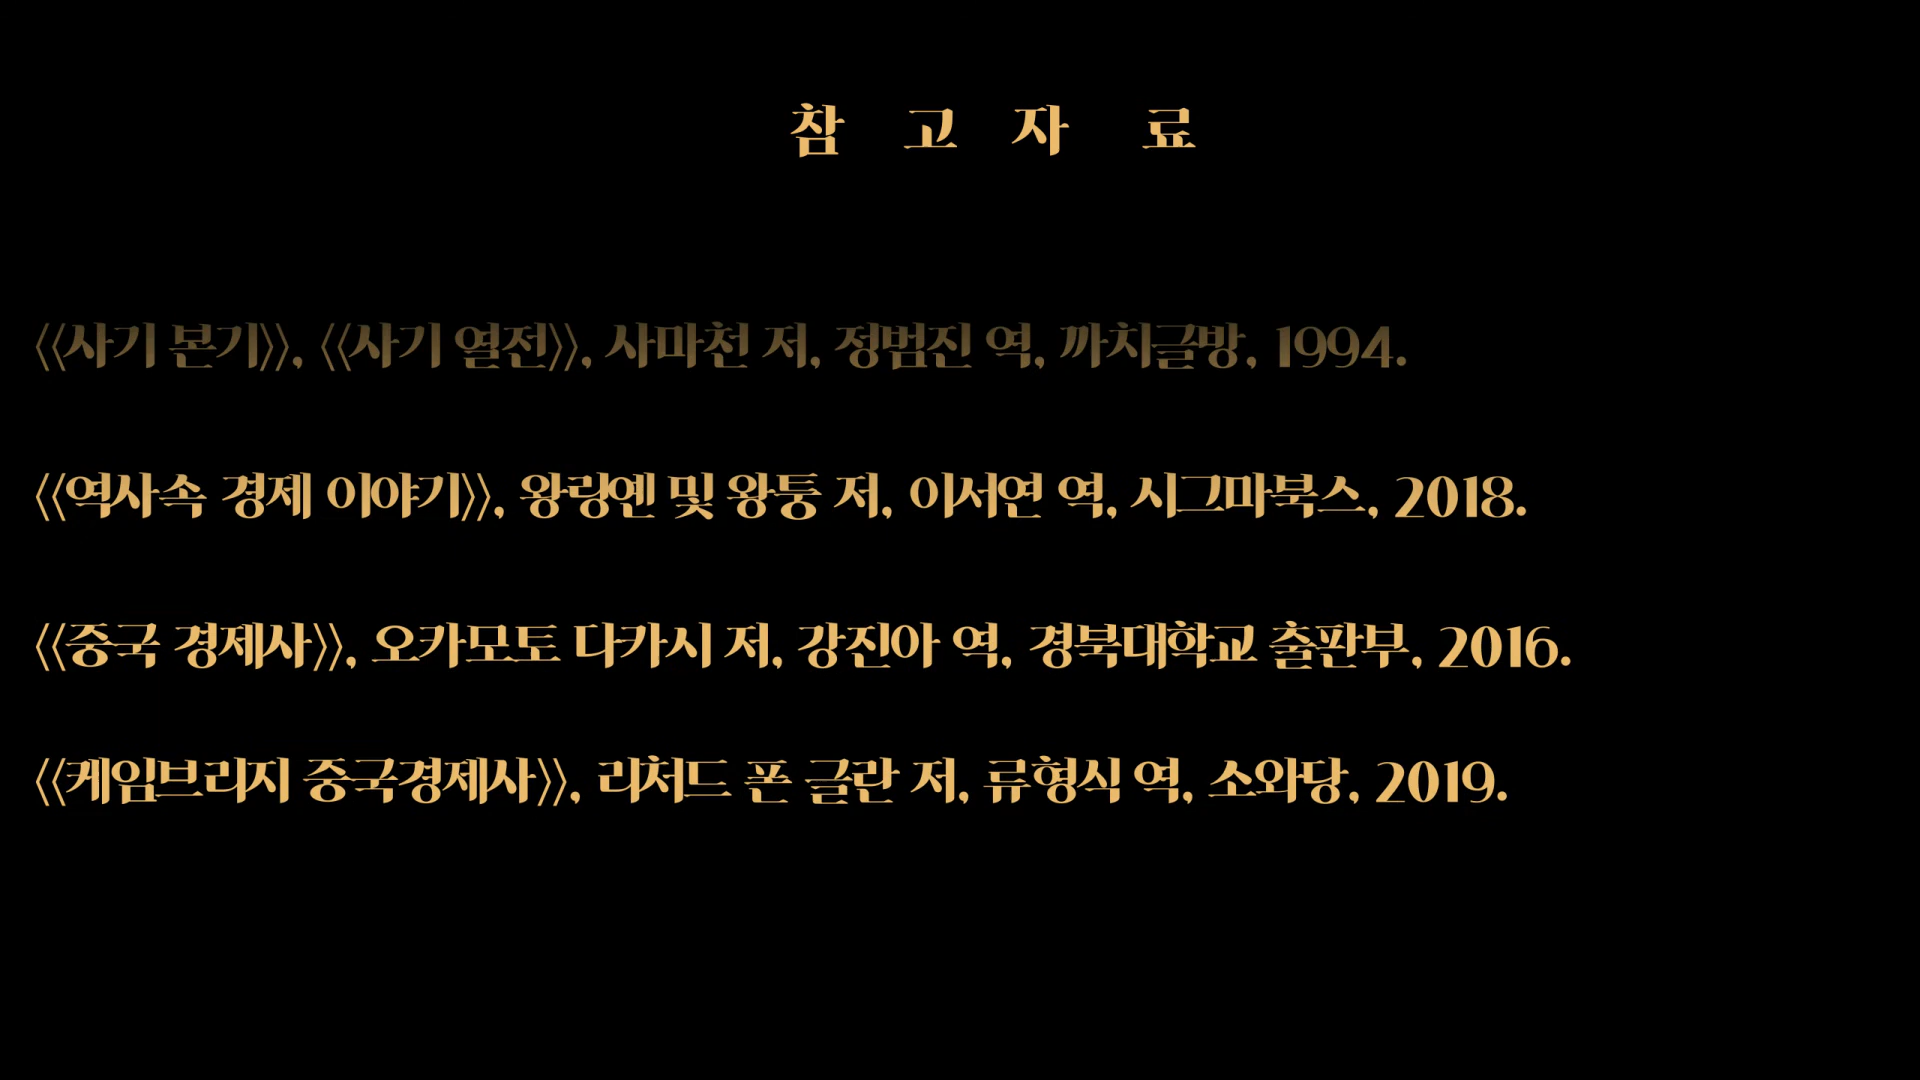 참 고 자 료
《사기 본기》, 《사기 열전》, 사마천 저, 정범진 역, 까치글방, 1994.
《역사속 경제 이야기》, 왕링옌 및 왕퉁 저, 이서연 역, 시그마북스, 2018.
《중국 경제사》, 오카모토 다카시 저, 강진아 역, 경북대학교 출판부, 2016.
《케임브리지 중국경제사》, 리처드 폰 글란 저, 류형식 역, 소와당, 2019.